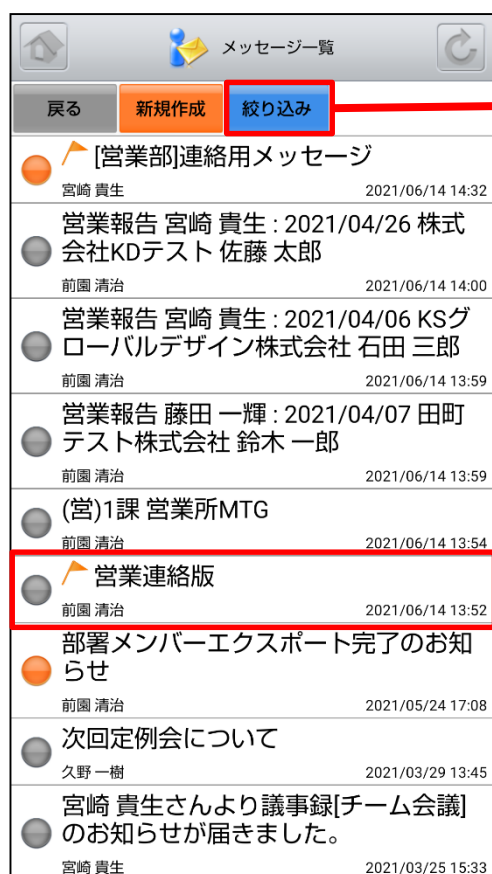 メッセージ一覧
戻る 新規作成 絞り込み
[営業部]連絡用メッセージ
宮崎 貴生 2021/06/14 14:32
営業報告 宮崎 貴生 : 2021/04/26 株式
会社KDテスト 佐藤 太郎
前園 清治 2021/06/14 14:00
営業報告 宮崎 貴生 : 2021/04/06 KSグ
ローバルデザイン株式会社 石田 三郎
前園 清治 2021/06/14 13:59
営業報告 藤田 一輝 : 2021/04/07 田町
テスト株式会社 鈴木 一郎
前園 清治 2021/06/14 13:59
(営)1課 営業所MTG
前園 清治 2021/06/14 13:54
営業連絡版
前園 清治 2021/06/14 13:52
部署メンバーエクスポート完了のお知
らせ
前園 清治 2021/05/24 17:08
次回定例会について
久野 一樹 2021/03/29 13:45
宮崎 貴生さんより議事録[チーム会議]
のお知らせが届きました。
宮崎 貴生 2021/03/25 15:33